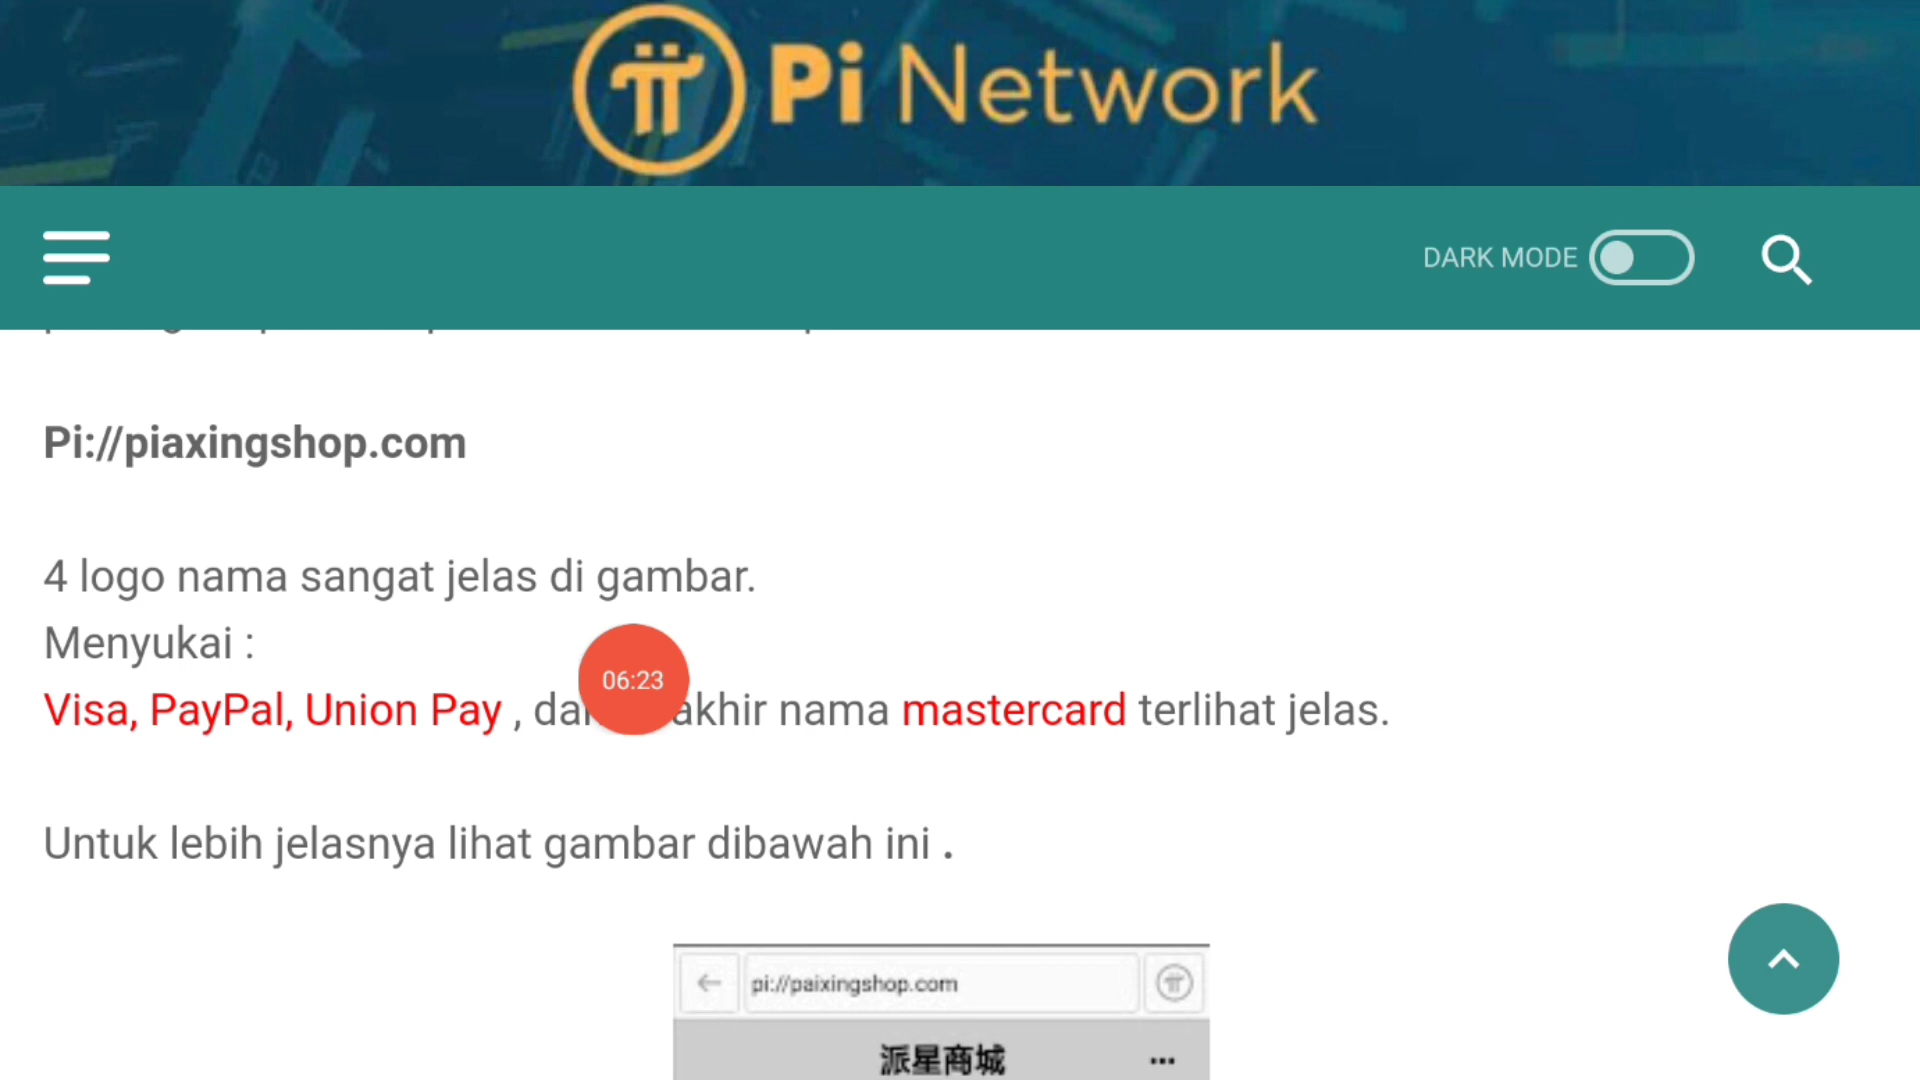 Pi Network
DARK MODE
Pi://piaxingshop.com
4 logo nama sangat jelas di gambar.
Menyukai :
06:23
Visa, PayPal, Union Pay , akhir nama mastercard terlihat jelas.
Untuk lebih jelasnya lihat gambar dibawah ini .
pi://paixingshop.com
派星商城